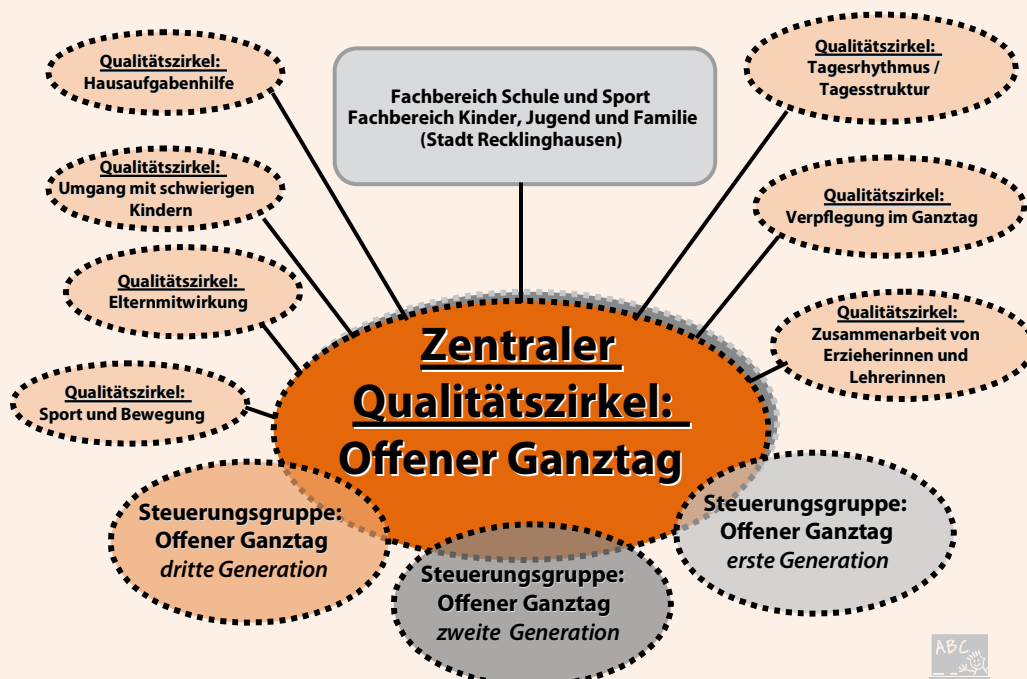 Qualitätszirkel:
Hausaufgabenhilfe
Fachbereich Schule und Sport
Fachbereich Kinder, Jugend und Familie
(Stadt Recklinghausen)
Qualitätszirkel:
Tagesrhythmus /
Tagesstruktur
Qualitätszirkel:
Umgang mit schwierigen
Kindern
Qualitätszirkel:
Verpflegung im Ganztag
Qualitätszirkel:
Elternmitwirkung
Qualitätszirkel:
Zusammenarbeit von
Erzieherinnen und
Lehrerinnen
Qualitätszirkel:
Sport und Bewegung
Zentraler
Qualitätszirkel:
Offener Ganztag
Steuerungsgruppe:
Offener Ganztag
dritte Generation
Steuerungsgruppe:
Offener Ganztag
zweite Generation
Steuerungsgruppe:
Offener Ganztag
erste Generation
ABC